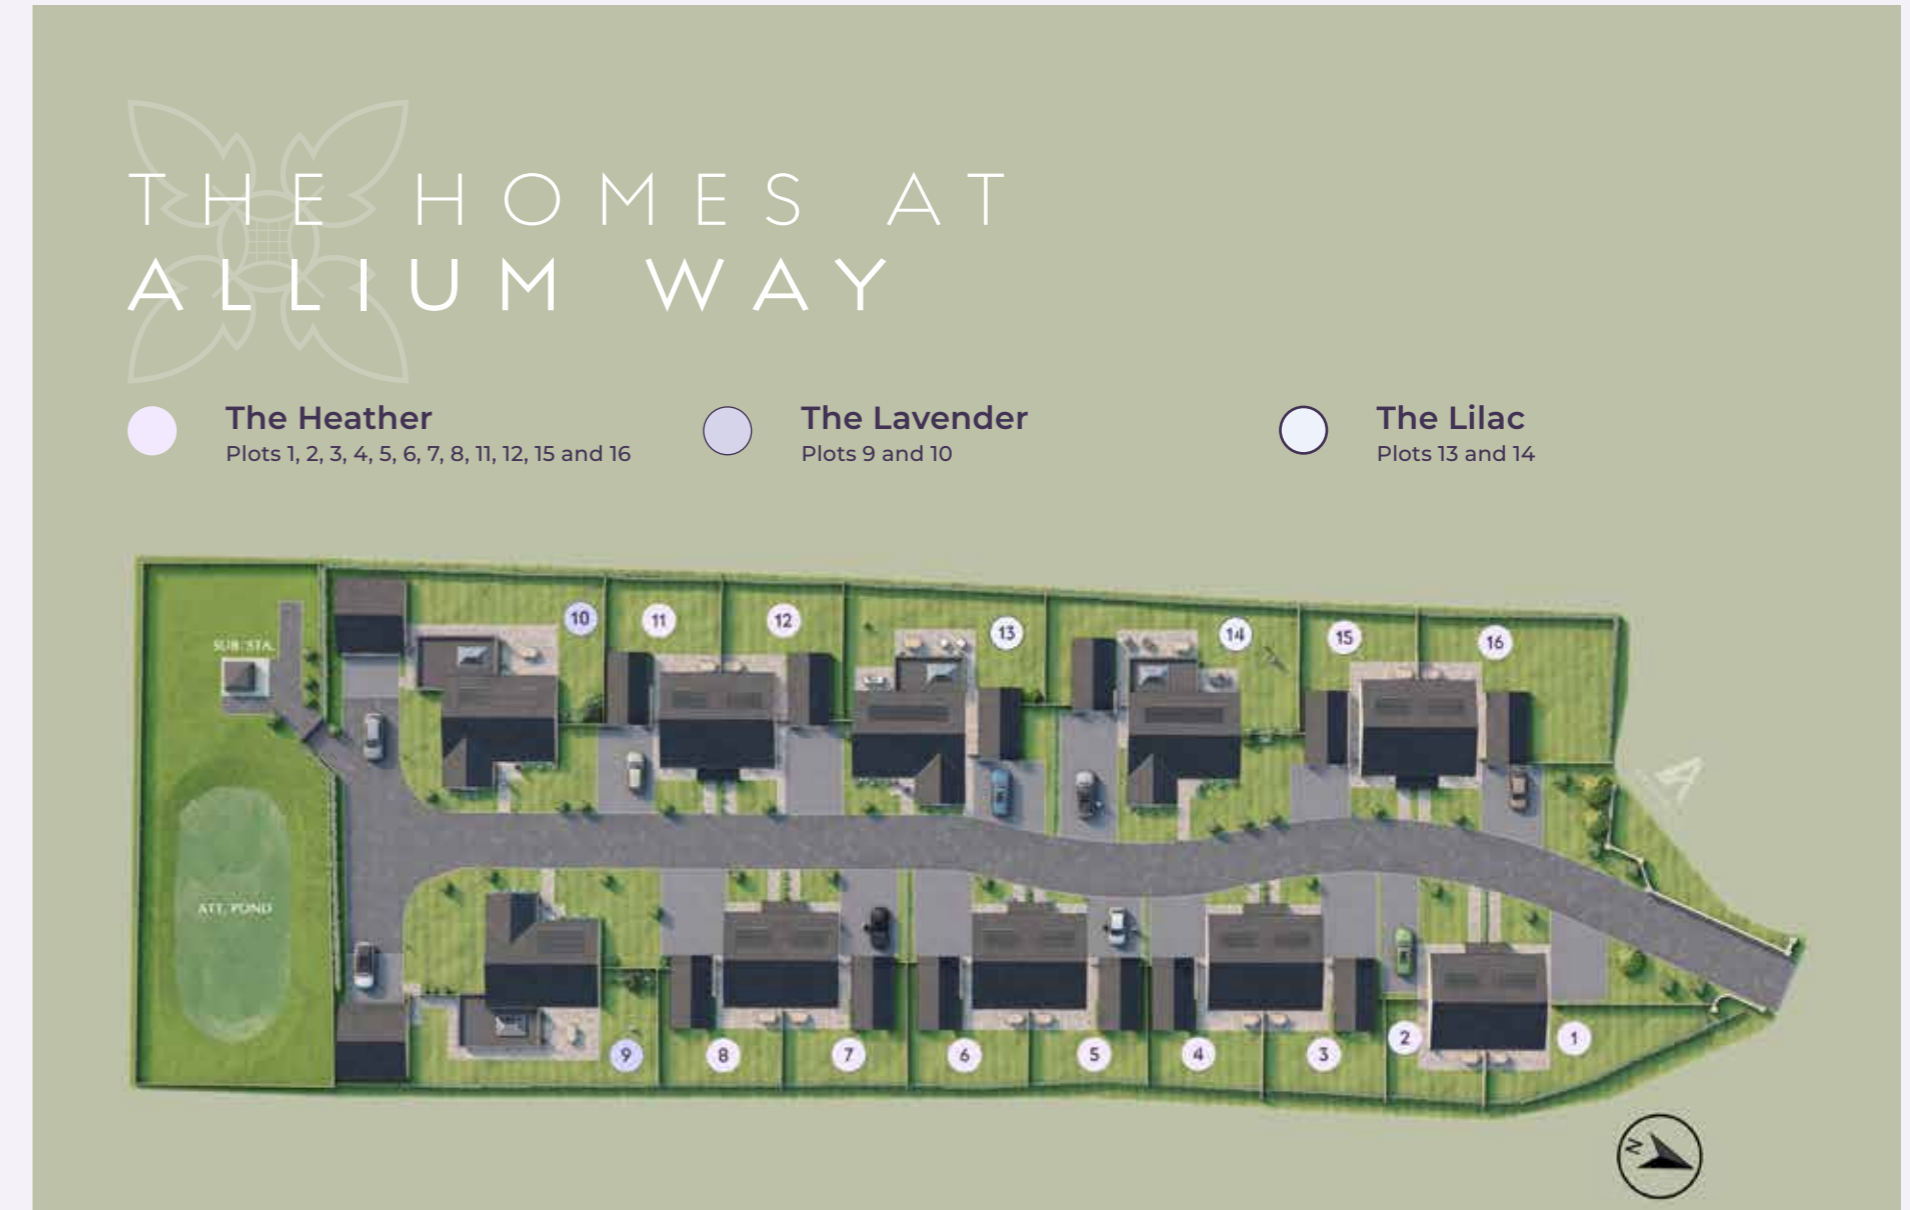 THE HOMES AT
ALLIUM WAY
The Heather
Plots 1, 2, 3, 4, 5, 6, 7, 8, 11, 12, 15 and 16
The Lavender
Plots 9 and 10
The Lilac
Plots 13 and 14
SUB. STA.
10
11
12
13
14
15
16
ATT. POND
9
8
7
6
5
4
3
2
1
N